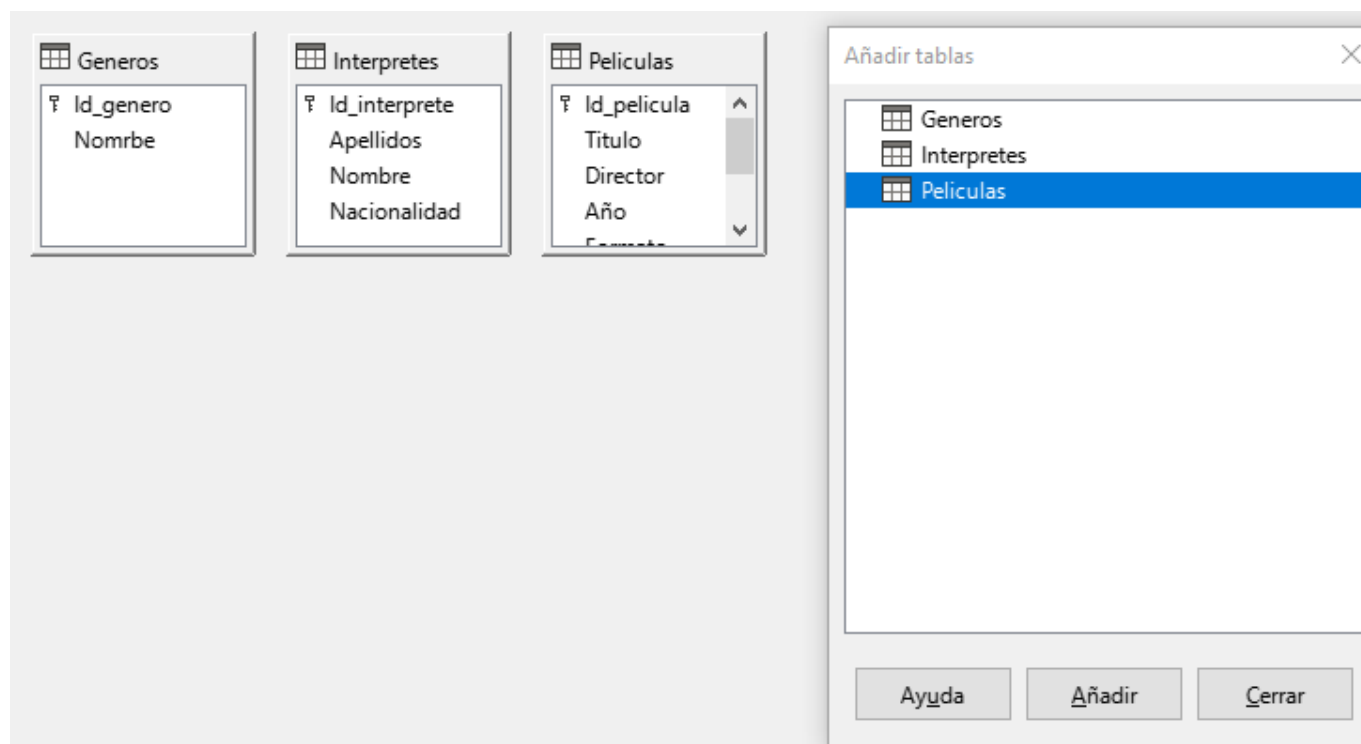 Generos
Id_genero
Nomrbe
Interpretes
Id_interprete
Apellidos
Nombre
Nacionalidad
Peliculas
Id_pelicula
Titulo
Director
Año
Añadir tablas
Generos
Interpretes
Peliculas
Ayuda
Añadir
Cerrar